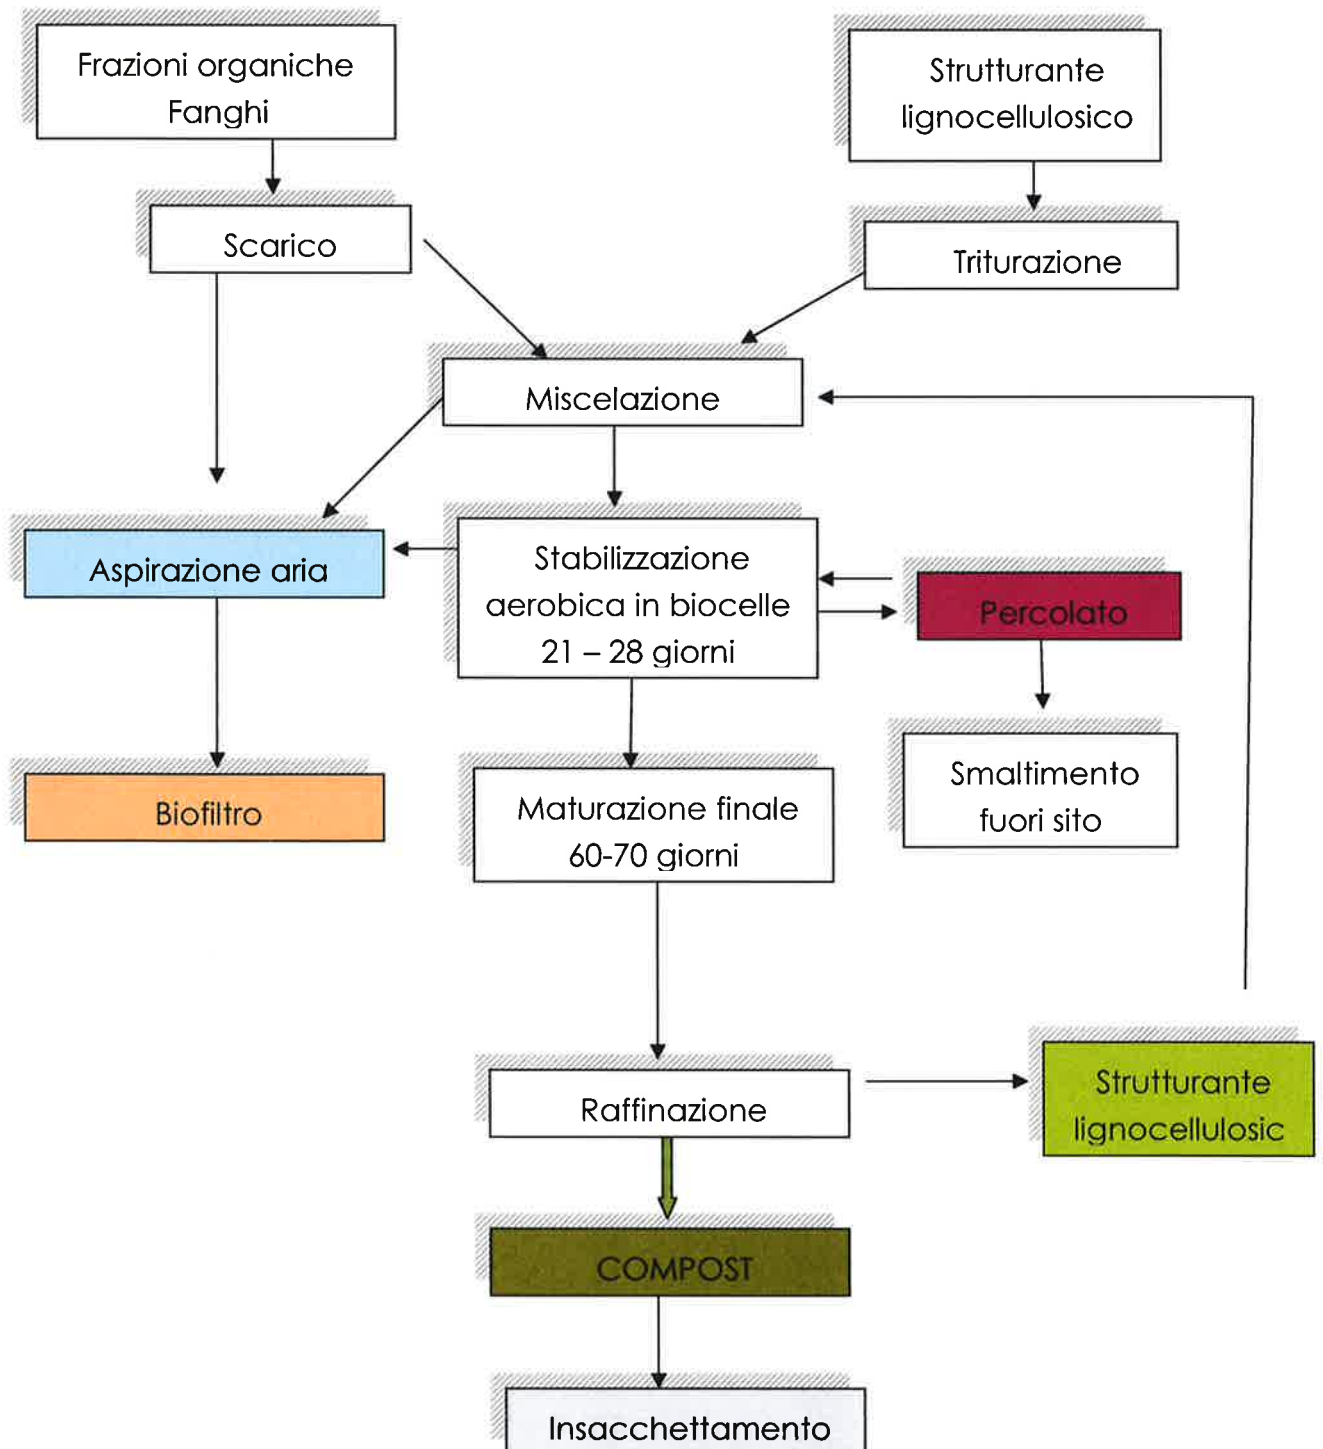 Frazioni organiche
Fanghi
Strutturante
lignocellulosico
Scarico
Triturazione
Miscelazione
Aspirazione aria
Stabilizzazione
aerobica in biocelle
21 – 28 giorni
Percolato
Smaltimento
fuori sito
Biofiltro
Maturazione finale
60-70 giorni
Raffinazione
Strutturante
lignocellulosic
COMPOST
Insacchettamento